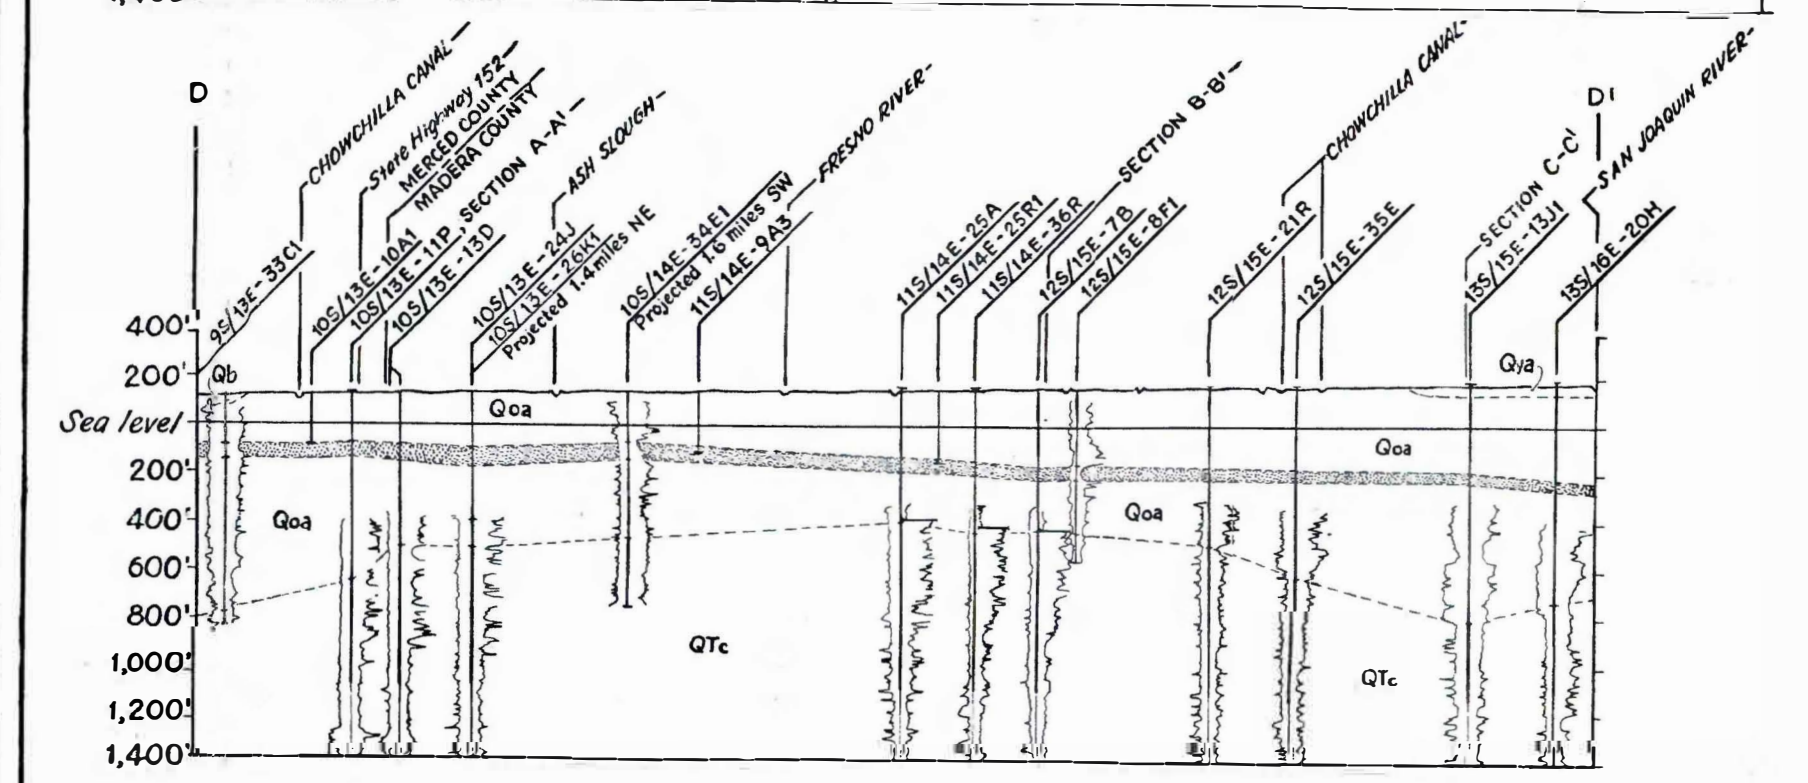 D
CHOWCHILLA CANAL
State Highway 152
MERCED COUNTY
MADERA COUNTY
SECTION A-A'
ASH SLOUGH
FRESNO RIVER
SECTION B-B'
CHOWCHILLA CANAL
SECTION C-C'
D'
SAN JOAQUIN RIVER
9S/13E-33C1
10S/13E-10A1
10S/13E-11P
10S/13E-13D
10S/13E-24J
10S/13E-26K1
Projected 1.4 miles NE
10S/14E-34E1
Projected 1.6 miles SW
11S/14E-9A3
11S/14E-25A
11S/14E-25R1
11S/14E-36R
12S/15E-7B
12S/15E-8F1
12S/15E-21R
12S/15E-35E
13S/15E-13J1
13S/16E-20H
400'
200'
Sea level
200'
400'
600'
800'
1,000'
1,200'
1,400'
Qb
Qoa
Qya
Qoa
Qoa
Qoa
QTc
QTc